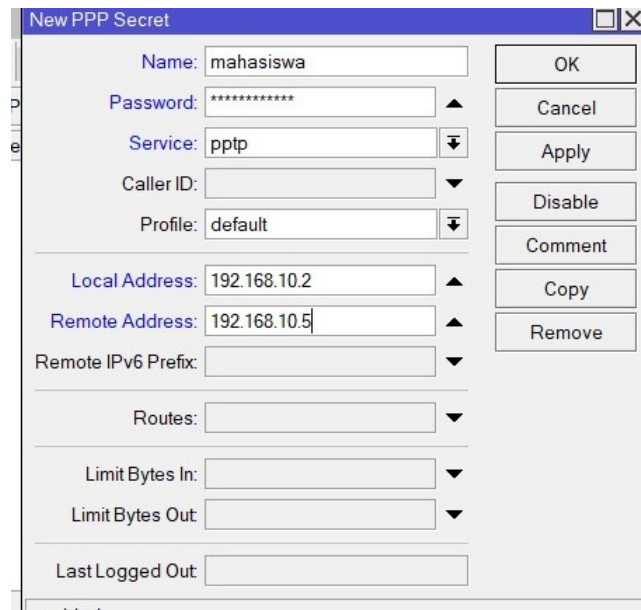 New PPP Secret
Name: mahasiswa
OK
Password: ************
Cancel
Service: pptp
Apply
Caller ID:
Disable
Profile: default
Comment
Local Address: 192.168.10.2
Copy
Remote Address: 192.168.10.5
Remove
Remote IPv6 Prefix:
Routes:
Limit Bytes In:
Limit Bytes Out:
Last Logged Out: